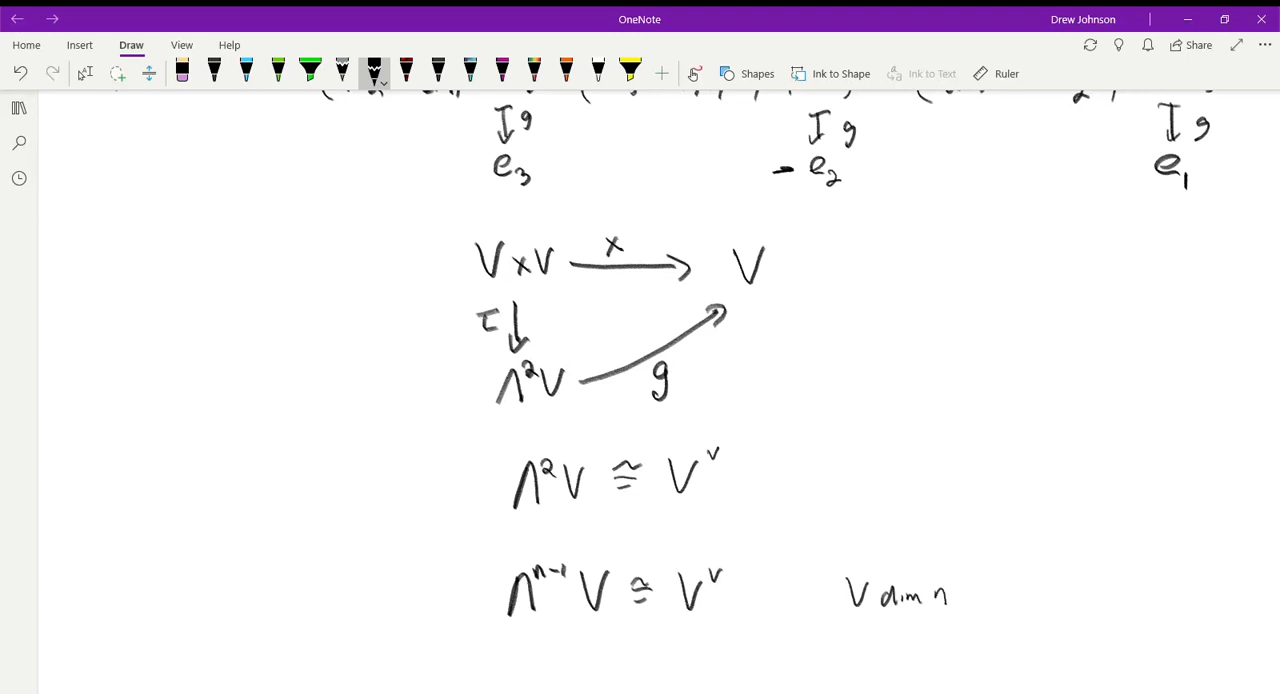 OneNote
Drew Johnson
Home Insert Draw View Help
Share
Shapes Ink to Shape Ink to Text Ruler
↧ g ↧ g ↧ g
e₃ -e₂ e₁
V × V —×→ V
τ ↓
Λ²V → g
Λ²V ≅ V^∨
Λⁿ⁻¹ V ≅ V^∨ V dim n